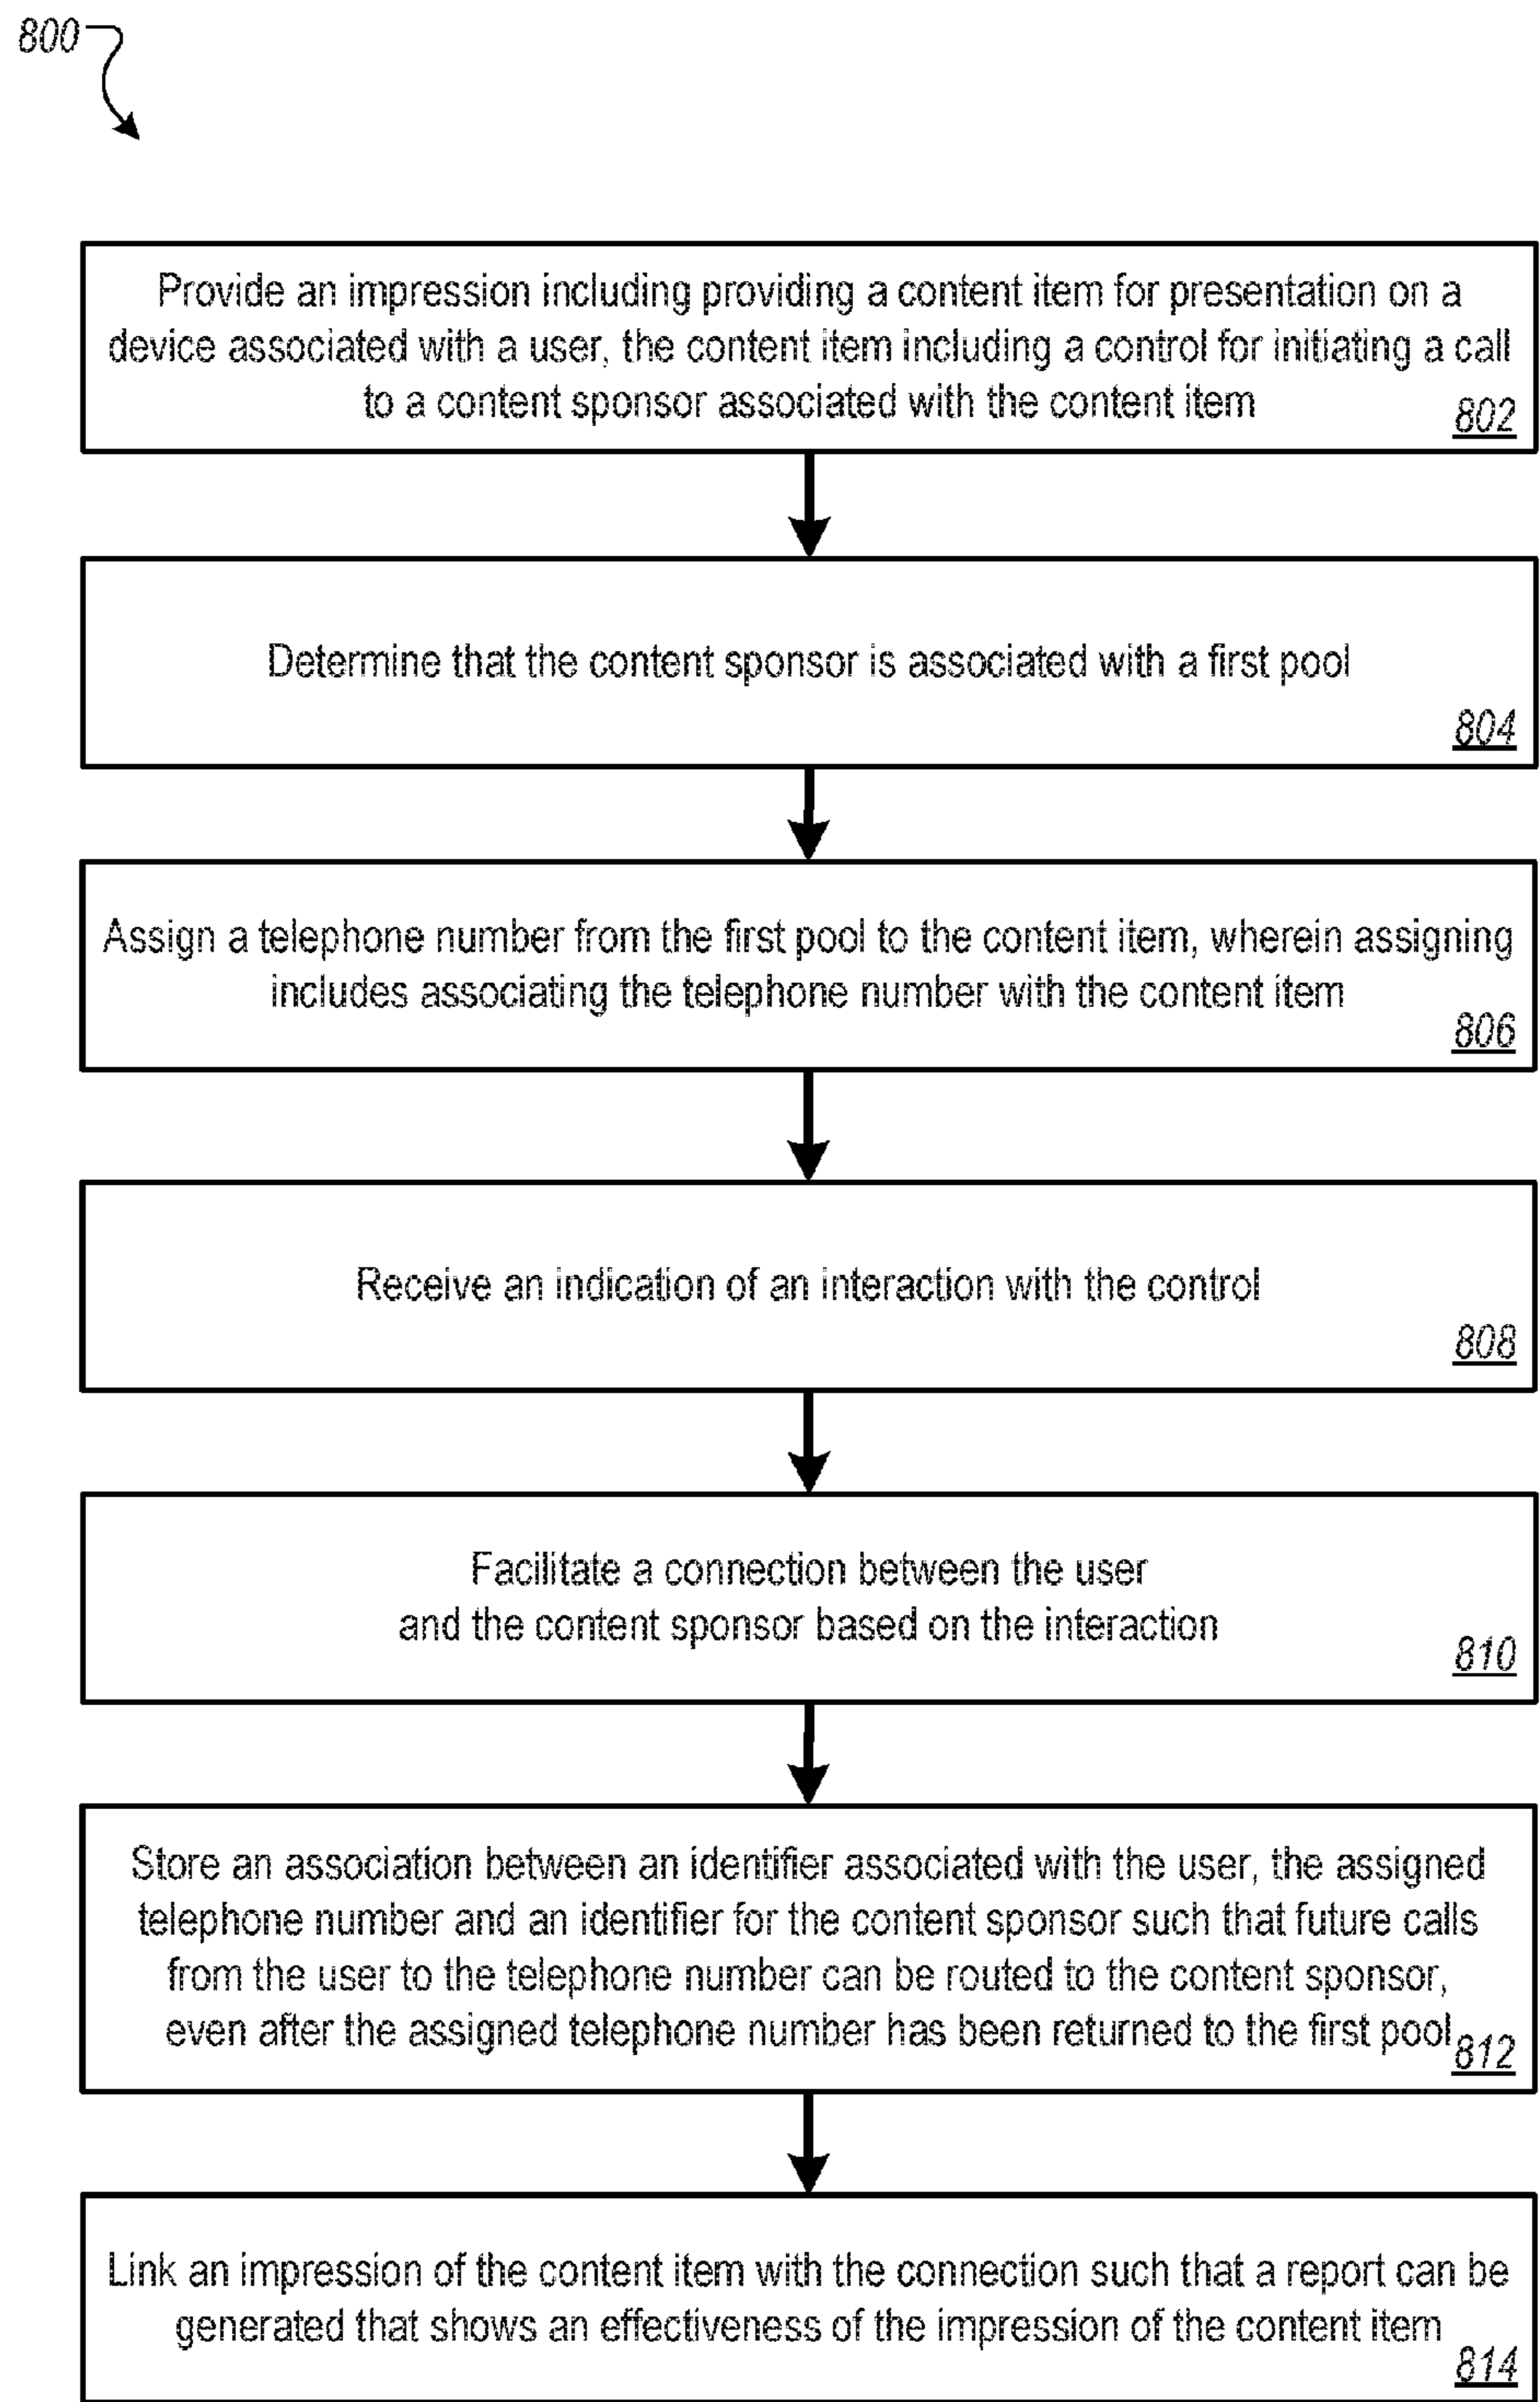 800
Provide an impression including providing a content item for presentation on a
device associated with a user, the content item including a control for initiating a call
to a content sponsor associated with the content item
802
Determine that the content sponsor is associated with a first pool
804
Assign a telephone number from the first pool to the content item, wherein assigning
includes associating the telephone number with the content item
806
Receive an indication of an interaction with the control
808
Facilitate a connection between the user
and the content sponsor based on the interaction
810
Store an association between an identifier associated with the user, the assigned
telephone number and an identifier for the content sponsor such that future calls
from the user to the telephone number can be routed to the content sponsor,
even after the assigned telephone number has been returned to the first pool
812
Link an impression of the content item with the connection such that a report can be
generated that shows an effectiveness of the impression of the content item
814